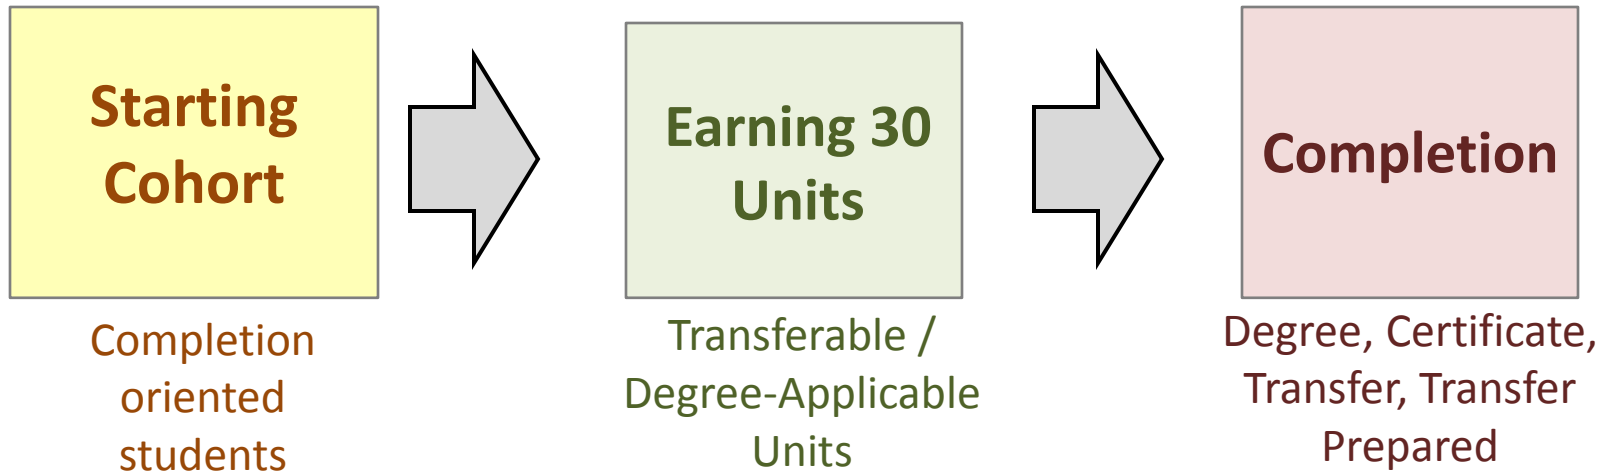 Starting
Cohort
Completion
oriented
students
Earning 30
Units
Transferable /
Degree-Applicable
Units
Completion
Degree, Certificate,
Transfer, Transfer
Prepared